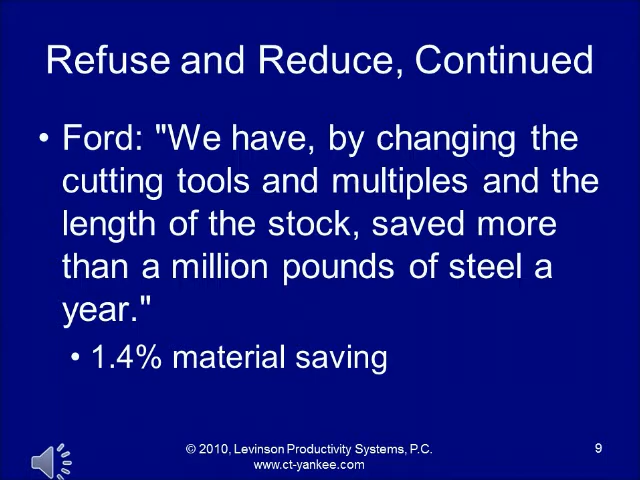 Refuse and Reduce, Continued
• Ford: "We have, by changing the
cutting tools and multiples and the
length of the stock, saved more
than a million pounds of steel a
year."
• 1.4% material saving
© 2010, Levinson Productivity Systems, P.C.
www.ct-yankee.com
9